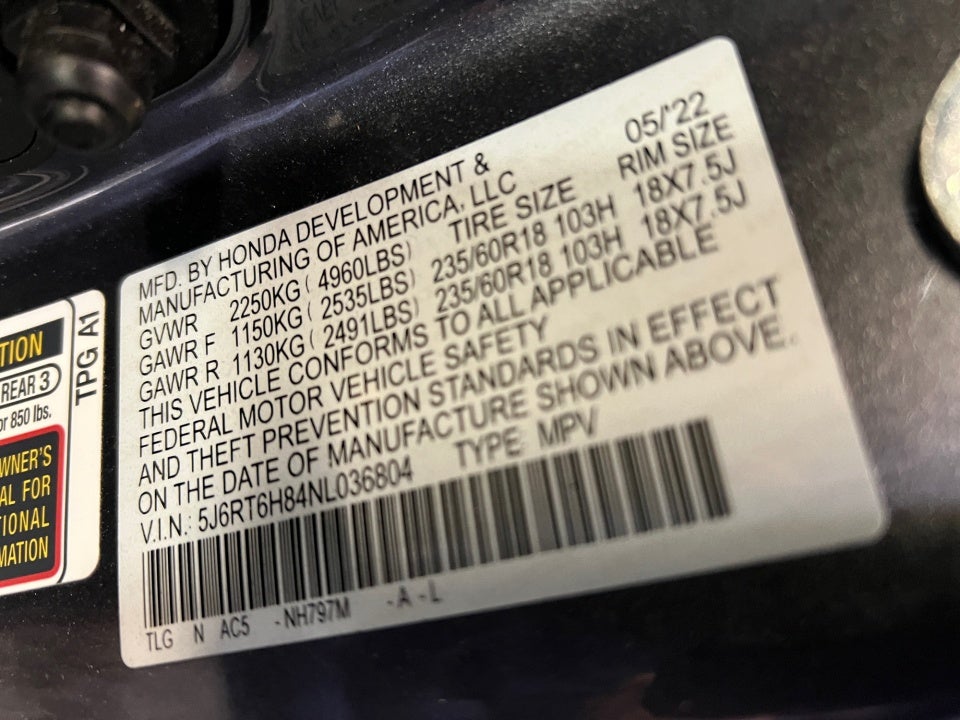 MFD. BY HONDA DEVELOPMENT & 05/'22
MANUFACTURING OF AMERICA, LLC
TIRE SIZE RIM SIZE
GVWR 2250KG ( 4960LBS)
GAWR F 1150KG ( 2535LBS) 235/60R18 103H 18X7.5J
GAWR R 1130KG ( 2491LBS) 235/60R18 103H 18X7.5J
THIS VEHICLE CONFORMS TO ALL APPLICABLE
FEDERAL MOTOR VEHICLE SAFETY
AND THEFT PREVENTION STANDARDS IN EFFECT
ON THE DATE OF MANUFACTURE SHOWN ABOVE.
V.I.N.: 5J6RT6H84NL036804 TYPE: MPV
TLG N AC5 -NH797M -A-L
TION
REAR 3
or 850 lbs.
WNER'S
AL FOR
TIONAL
MATION
TPG A1